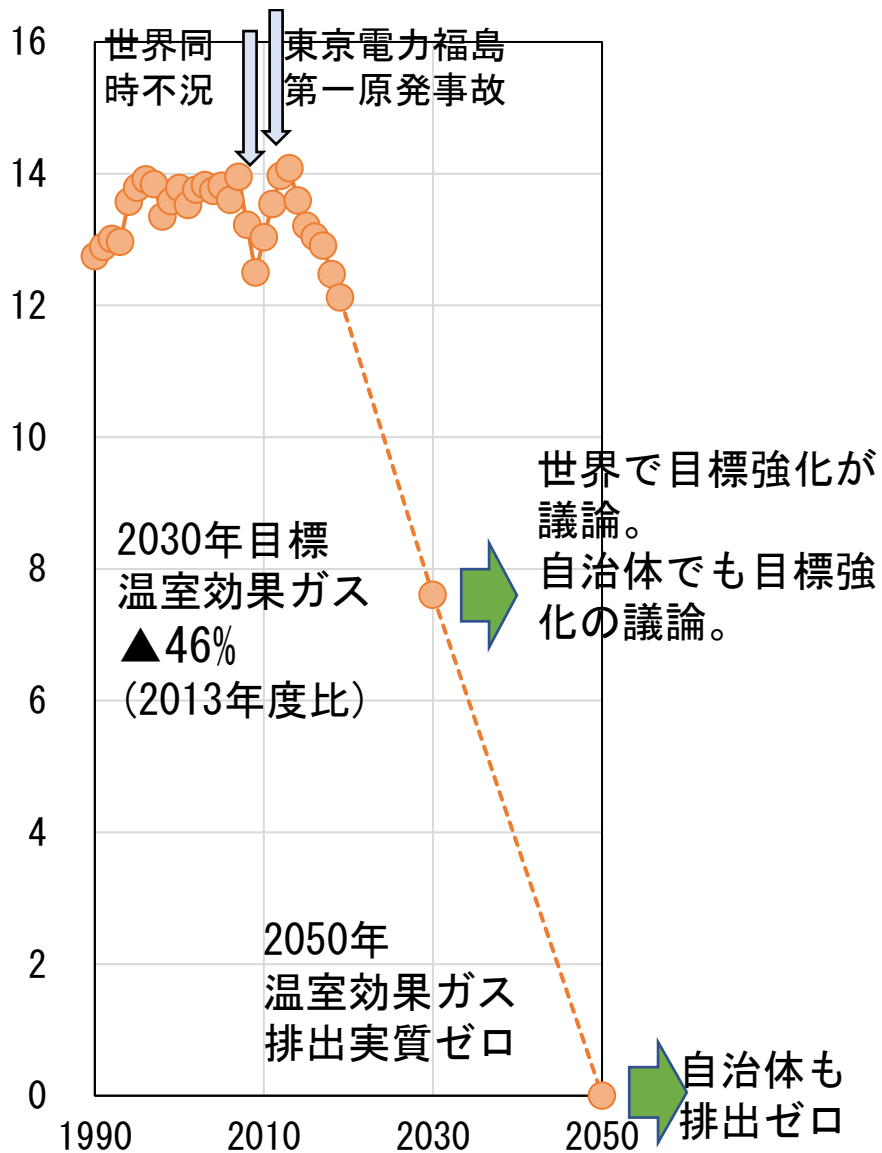 世界同
時不況
東京電力福島
第一原発事故
16
14
12
10
8
6
4
2
0
2030年目標
温室効果ガス
▲46%
(2013年度比)
世界で目標強化が
議論。
自治体でも目標強
化の議論。
2050年
温室効果ガス
排出実質ゼロ
自治体も
排出ゼロ
1990
2010
2030
2050